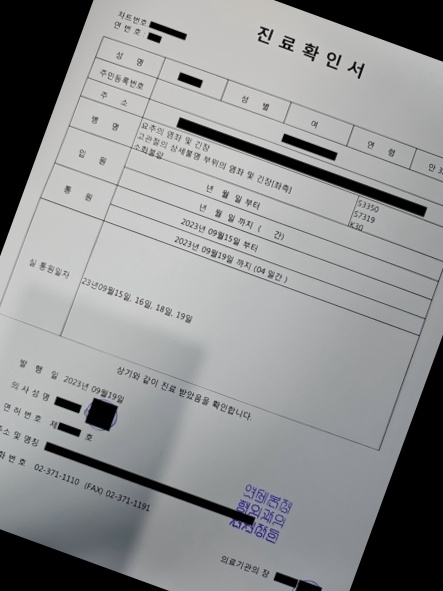 진료확인서
차트번호
연 번 호
성 명
성 별
여
연 령
만 3
주민등록번호
주 소
병 명
요추의 염좌 및 긴장
고관절의 상세불명 부위의 염좌 및 긴장[좌측]
소화불량
S3350
S7319
K30
입 원
년 월 일 부터
년 월 일 까지 ( 간)
통 원
2023년 09월15일 부터
2023년 09월19일 까지 (04 일간 )
실 통원일자
23년09월15일, 16일, 18일, 19일
상기와 같이 진료 받았음을 확인합니다.
발 행 일 2023년 09월19일
의 사 성 명
면 허 번 호 제 호
주소 및 명칭
화 번 호 02-371-1110 (FAX) 02-371-1191
의료기관의 장